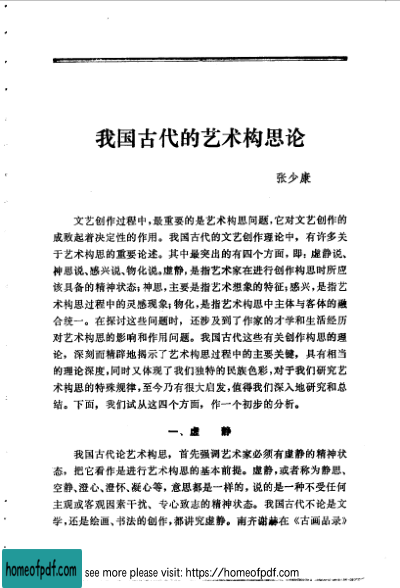 我国古代的艺术构思论
张少康
文艺创作过程中，最重要的是艺术构思问题，它对文艺创作的
成败起着决定性的作用。我国古代的文艺创作理论中，有许多关
于艺术构思的重要论述。其中最突出的有四个方面，即：虚静说、
神思说、感兴说、物化说。虚静，是指艺术家在进行创作构思时所应
该具备的精神状态；神思，主要是指艺术想象的特征；感兴，是指艺
术构思过程中的灵感现象；物化，是指艺术构思中主体与客体的融
合统一。在探讨这些问题时，还涉及到了作家的才学和生活经历
对艺术构思的影响和作用问题。我国古代这些有关创作构思的理
论，深刻而精辟地揭示了艺术构思过程中的主要关键，具有相当
的理论深度，同时又体现了我们独特的民族色彩，对于我们研究艺
术构思的特殊规律，至今乃有很大启发，值得我们深入地研究和总
结。下面，我们试从这四个方面，作一个初步的分析。
一、虚 静
我国古代论艺术构思，首先强调艺术家必须有虚静的精神状
态，把它看作是进行艺术构思的基本前提。虚静，或者称为静思、
空静、澄心、澄怀、凝心等，意思都是一样的，说的是一种不受任何
主观或客观因素干扰、专心致志的精神状态。我国古代不论是文
学，还是绘画、书法的创作，都讲究虚静。南齐谢赫在《古画品录》
homeofpdf.com
see more please visit: https://homeofpdf.com